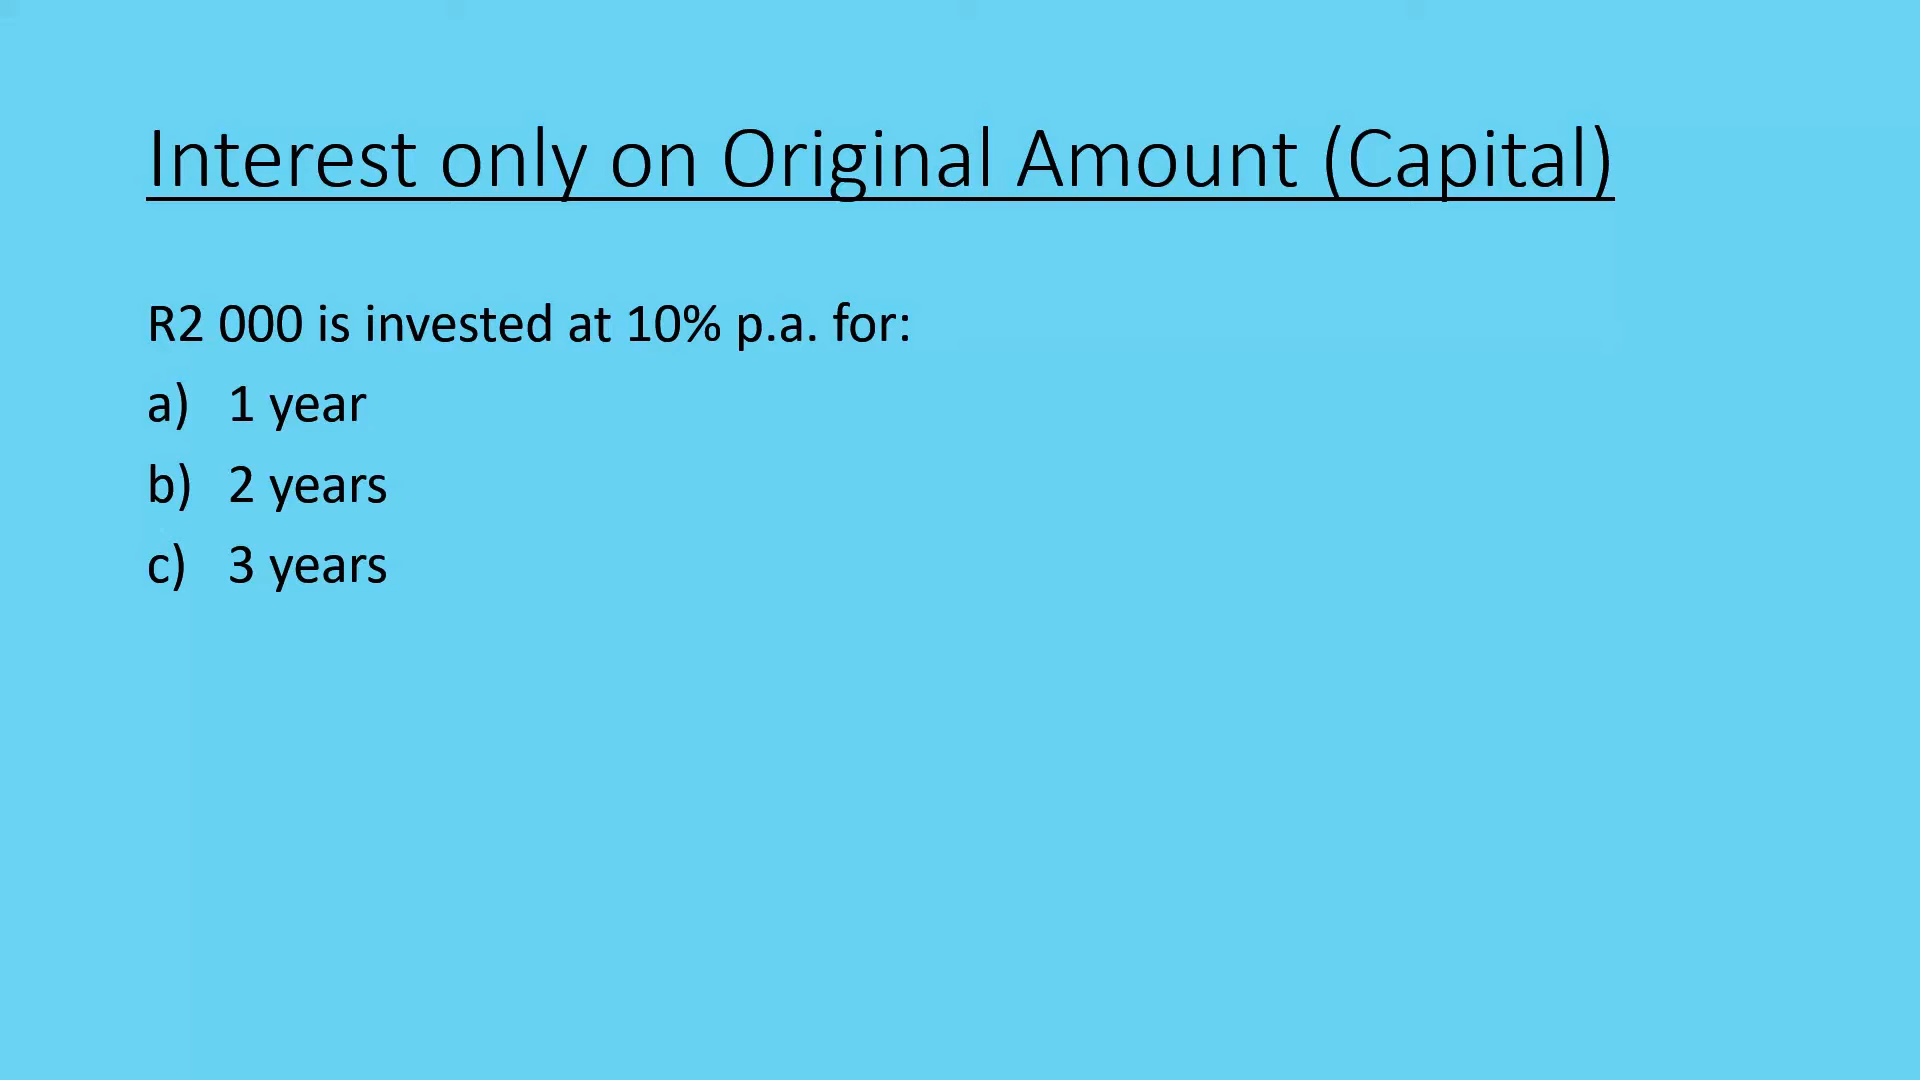 Interest only on Original Amount (Capital)
R2 000 is invested at 10% p.a. for:
a) 1 year
b) 2 years
c) 3 years